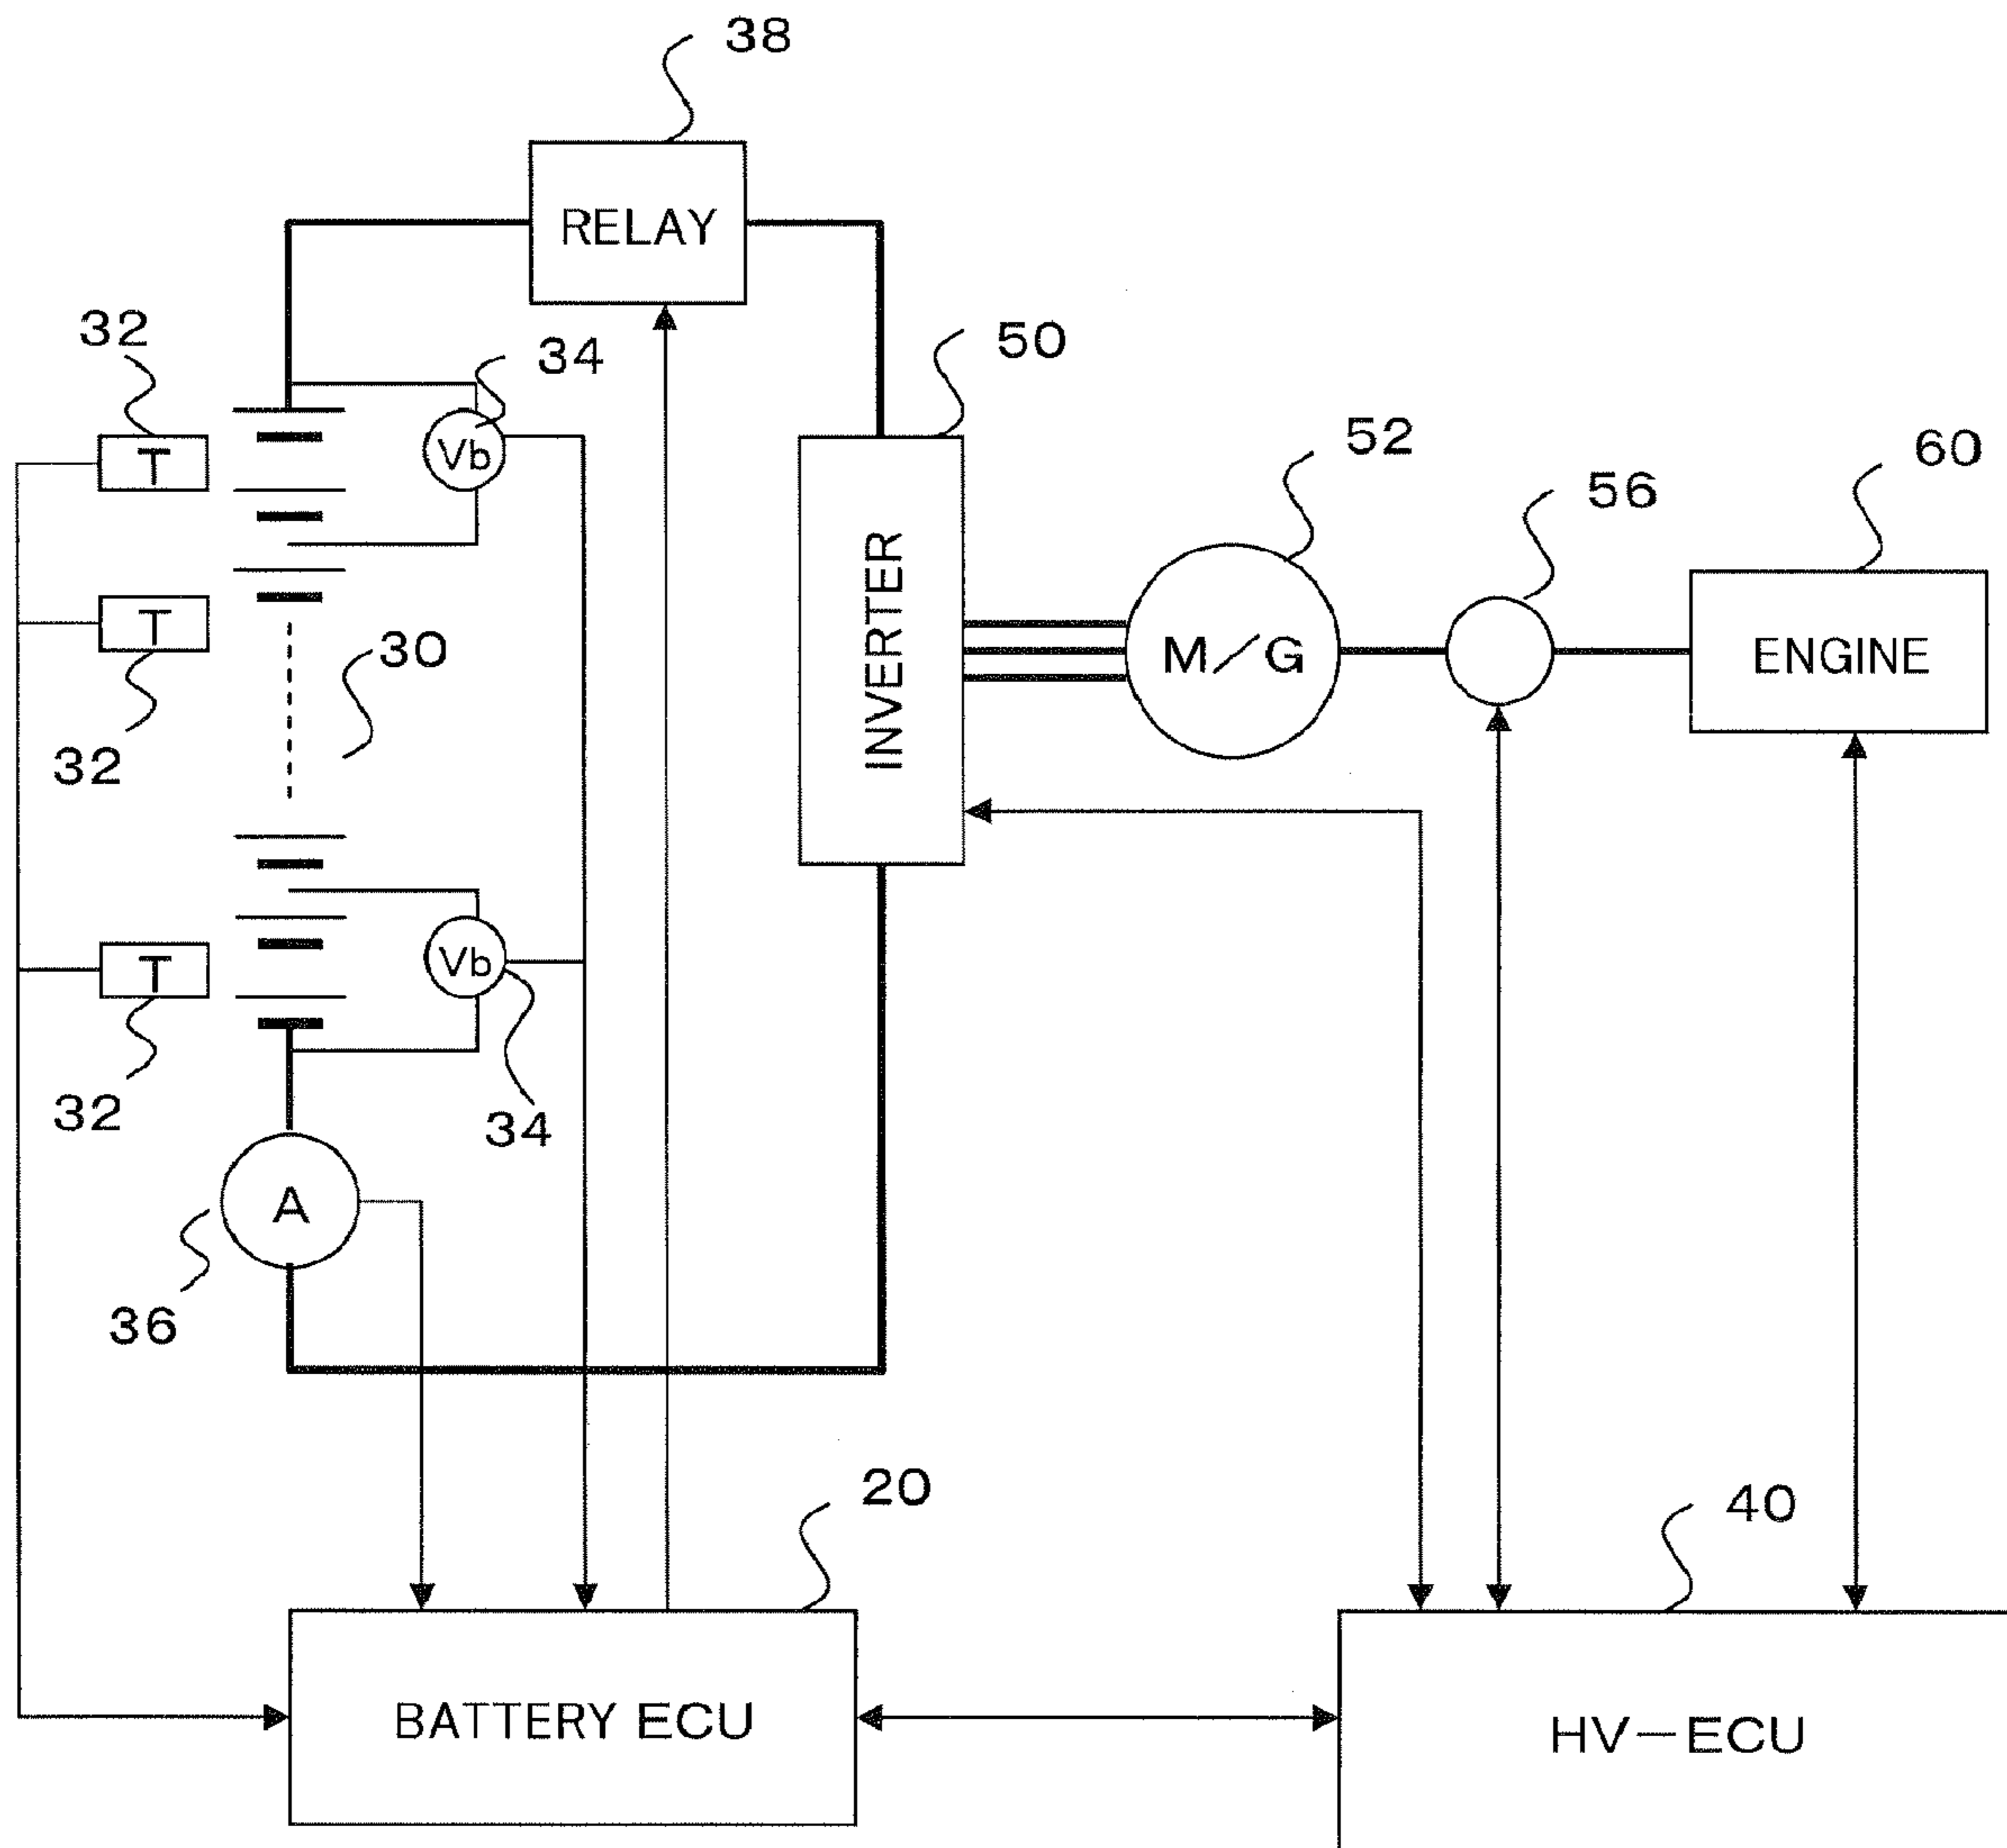 38
RELAY
32
34
50
T
Vb
52
60
56
T
30
INVERTER
M/G
ENGINE
32
T
Vb
32
34
A
36
20
40
BATTERY ECU
HV-ECU